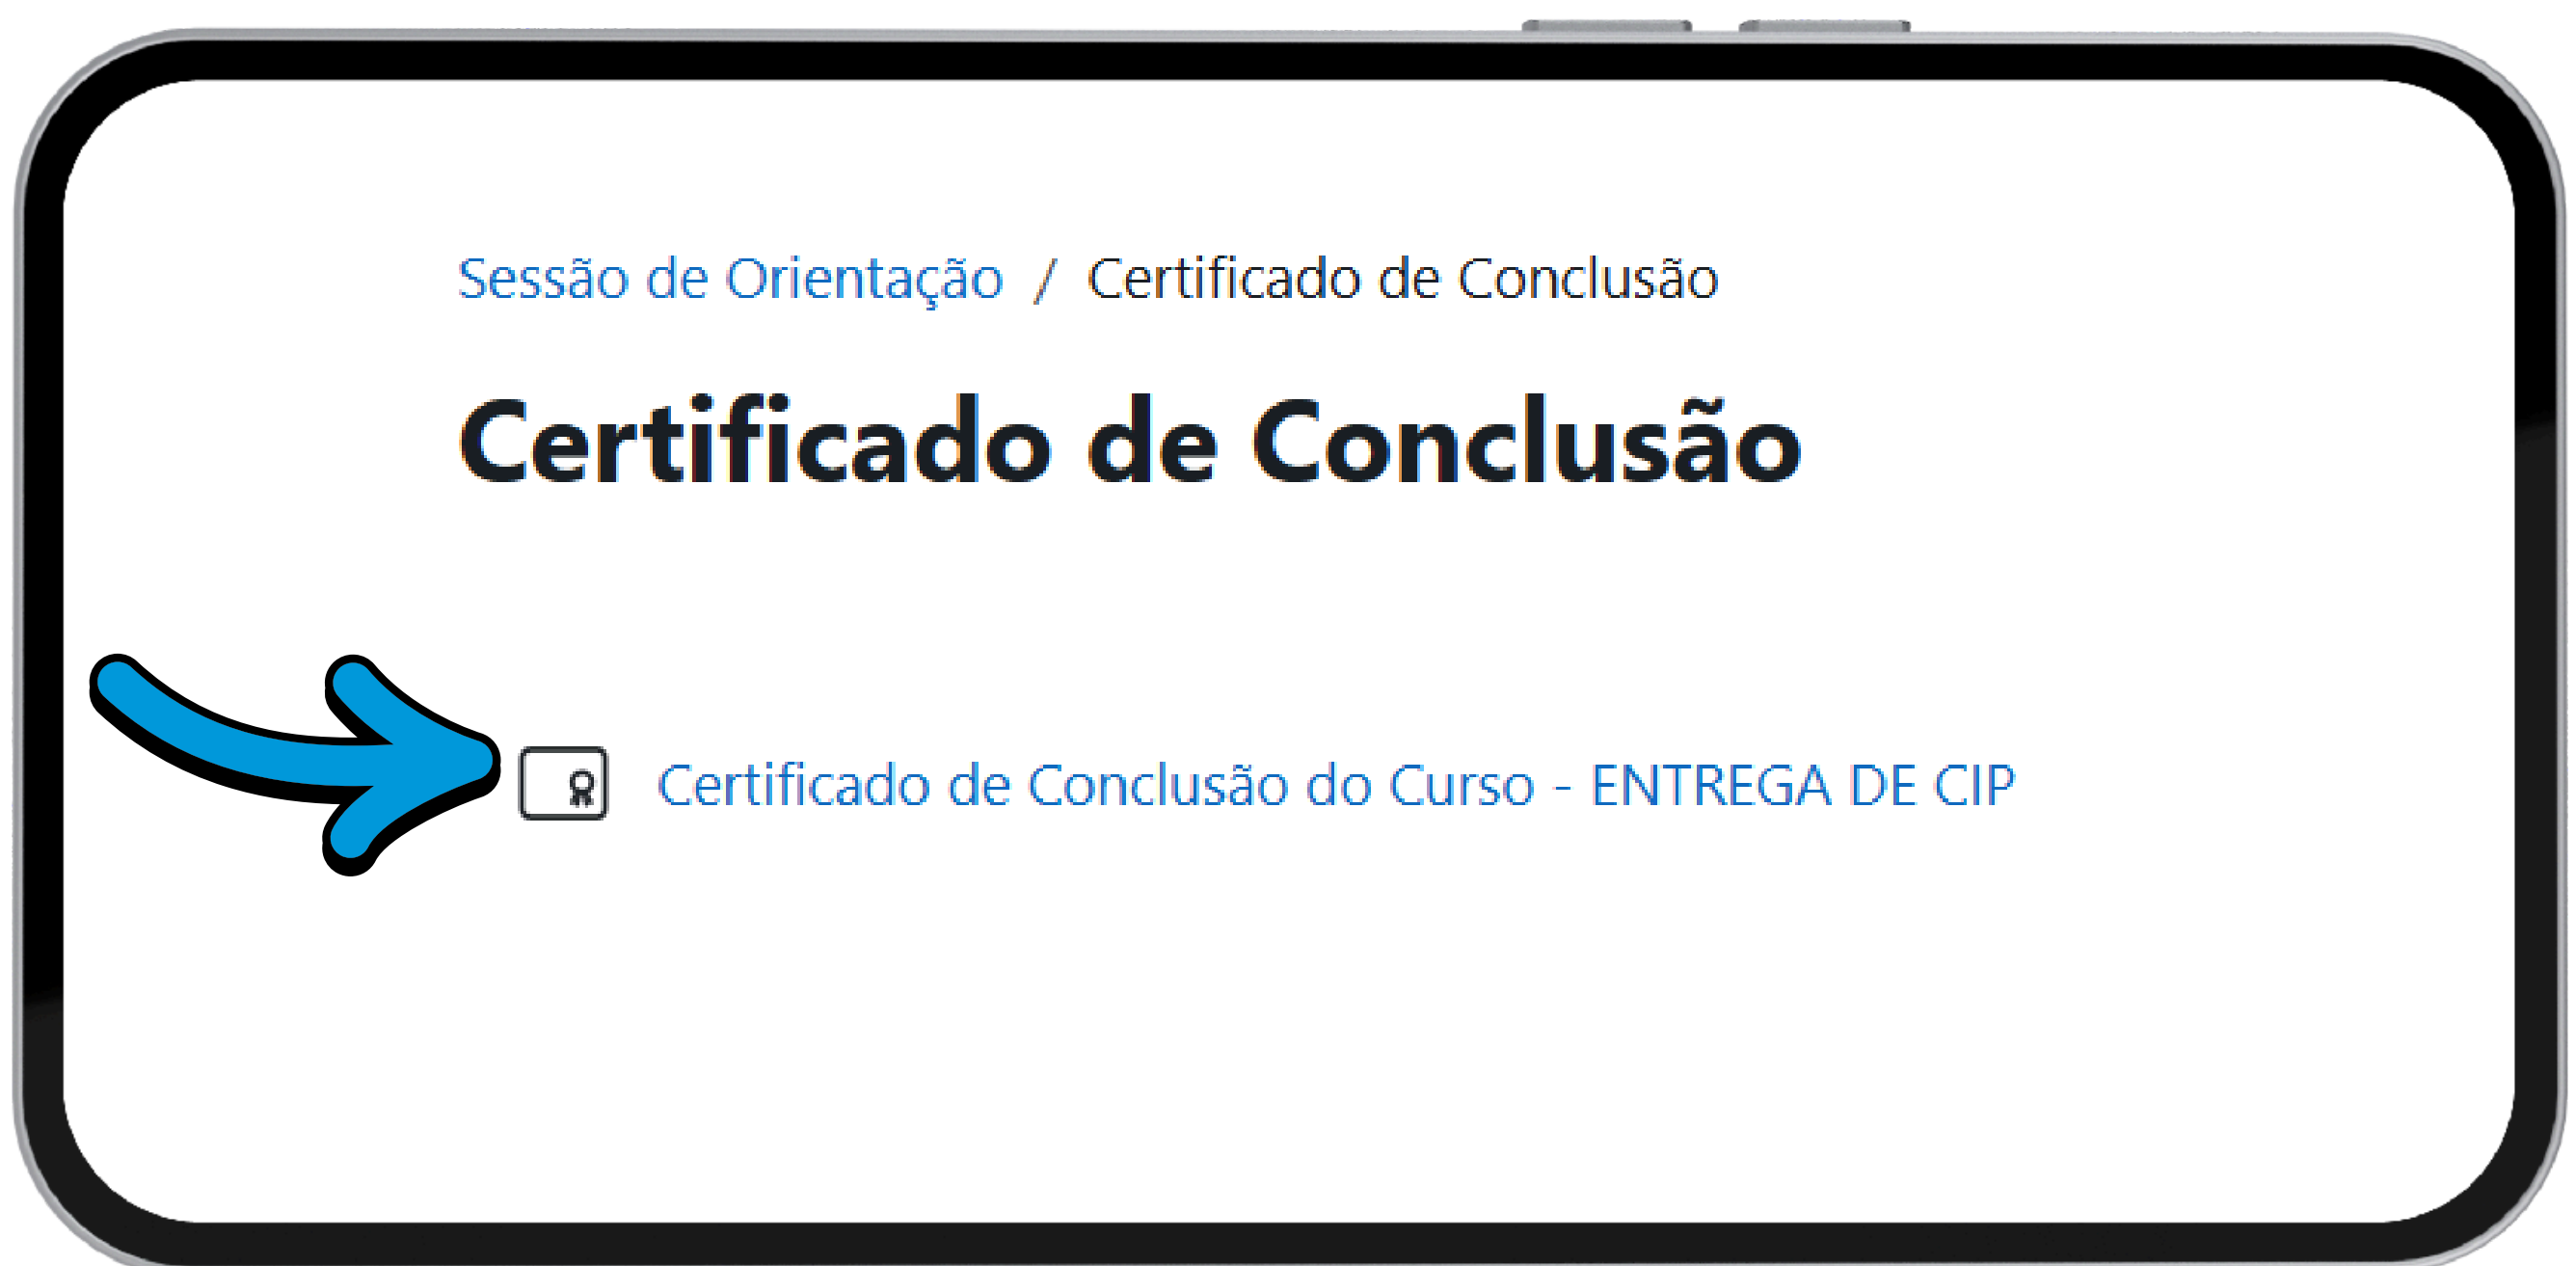 Sessão de Orientação / Certificado de Conclusão
Certificado de Conclusão
Certificado de Conclusão do Curso - ENTREGA DE CIP